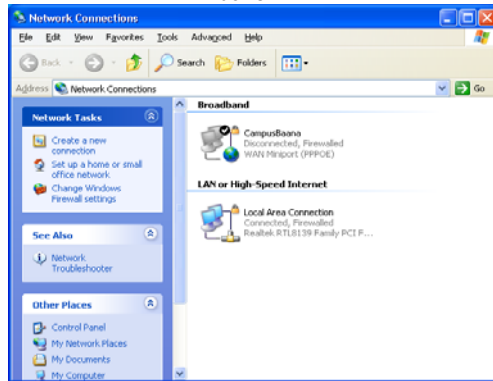 Network Connections
File Edit View Favorites Tools Advanced Help
Back Search Folders
Address Network Connections Go
Network Tasks
Create a new
connection
Set up a home or small
office network
Change Windows
Firewall settings
See Also
Network
Troubleshooter
Other Places
Control Panel
My Network Places
My Documents
My Computer
Broadband
CampusBaana
Disconnected, Firewalled
WAN Miniport (PPPOE)
LAN or High-Speed Internet
Local Area Connection
Connected, Firewalled
Realtek RTL8139 Family PCI F...